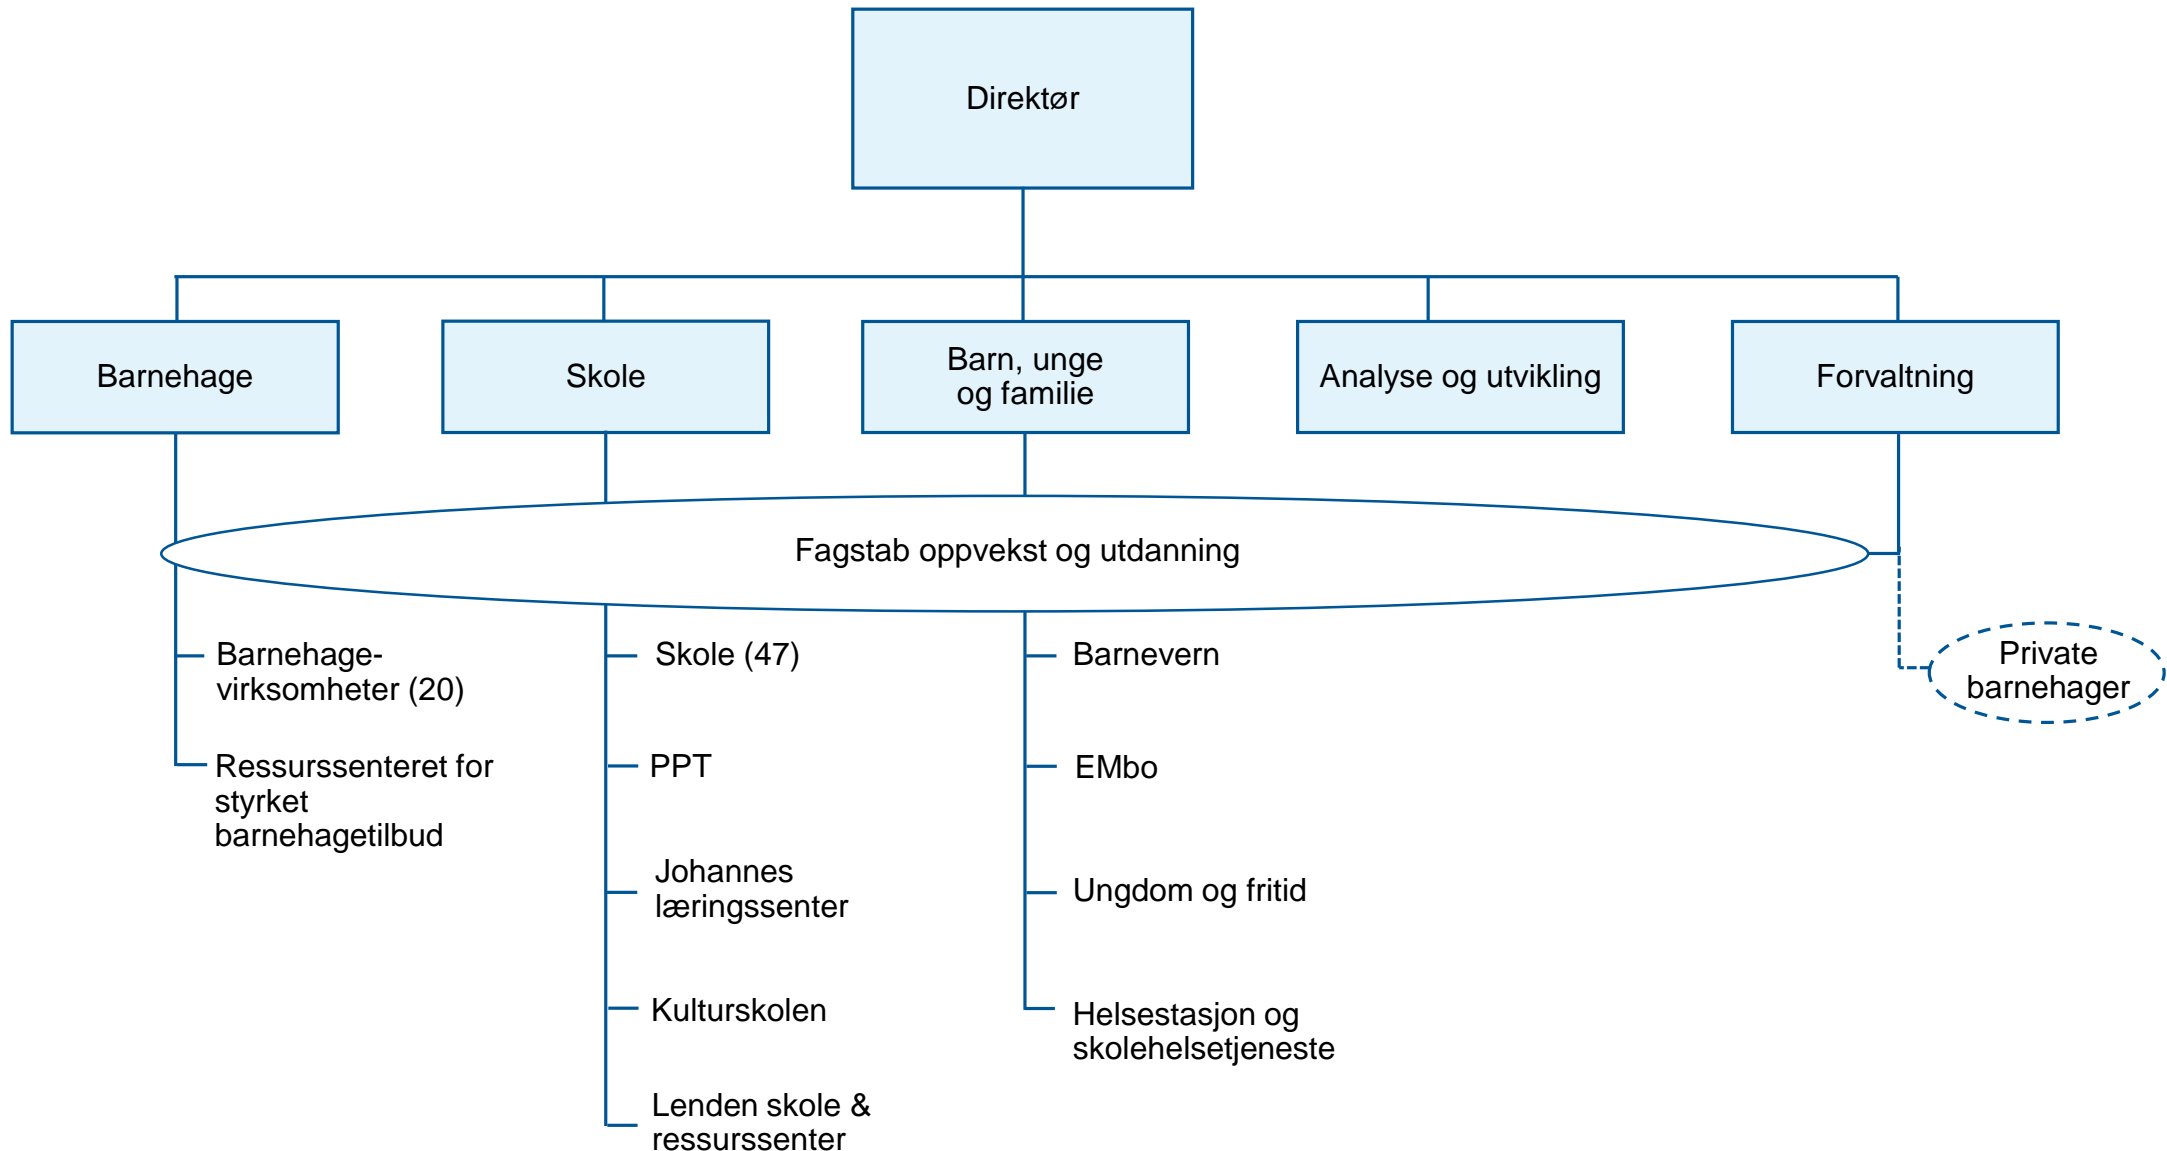 Direktør
Barnehage
Skole
Barn, unge
og familie
Analyse og utvikling
Forvaltning
Fagstab oppvekst og utdanning
Barnehage-
virksomheter (20)
Ressurssenteret for
styrket
barnehagetilbud
Skole (47)
PPT
Johannes
læringssenter
Kulturskolen
Lenden skole &
ressurssenter
Barnevern
EMbo
Ungdom og fritid
Helsestasjon og
skolehelsetjeneste
Private
barnehager